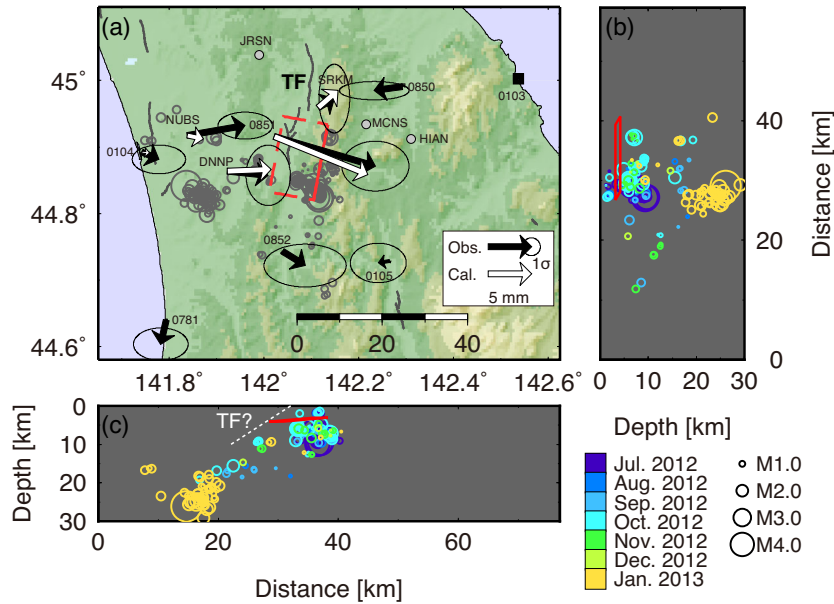 (a)
JRSN
TF
SRKM
0850
0103
NUBS
0851
MCNS
HIAN
0104
DNNP
0852
0105
0781
Obs.
1σ
Cal.
5 mm
0 20 40
45°
44.8°
44.6°
141.8° 142° 142.2° 142.4° 142.6°
(b)
40
20
0
Distance [km]
0 10 20 30
Depth [km]
(c)
TF?
0
10
20
30
Depth [km]
0 20 40 60
Distance [km]
Jul. 2012
Aug. 2012
Sep. 2012
Oct. 2012
Nov. 2012
Dec. 2012
Jan. 2013
M1.0
M2.0
M3.0
M4.0